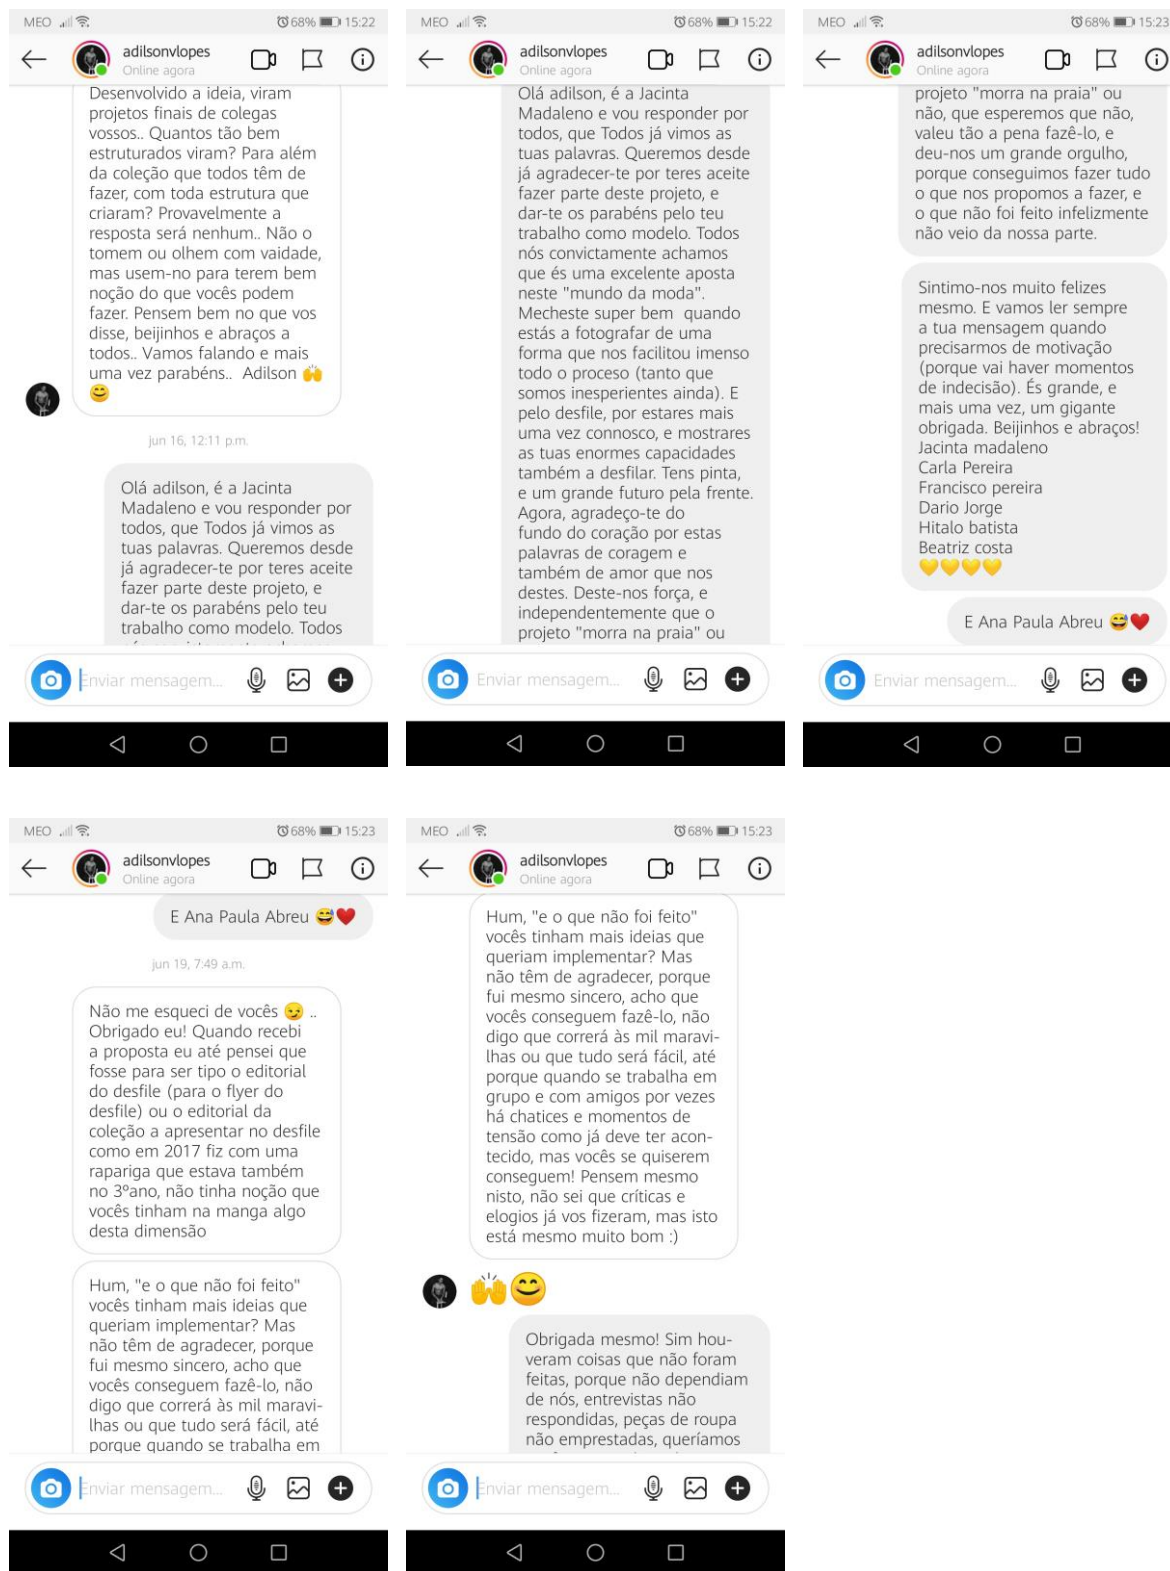 MEO 68% 15:22
adilsonvlopes
Online agora
Desenvolvido a ideia, viram
projetos finais de colegas
vossos.. Quantos tão bem
estruturados viram? Para além
da coleção que todos têm de
fazer, com toda estrutura que
criaram? Provavelmente a
resposta será nenhum.. Não o
tomem ou olhem com vaidade,
mas usem-no para terem bem
noção do que vocês podem
fazer. Pensem bem no que vos
disse, beijinhos e abraços a
todos.. Vamos falando e mais
uma vez parabéns.. Adilson 🙌
😊
jun 16, 12:11 p.m.
Olá adilson, é a Jacinta
Madaleno e vou responder por
todos, que Todos já vimos as
tuas palavras. Queremos desde
já agradecer-te por teres aceite
fazer parte deste projeto, e
dar-te os parabéns pelo teu
trabalho como modelo. Todos
Enviar mensagem...
MEO 68% 15:22
adilsonvlopes
Online agora
Olá adilson, é a Jacinta
Madaleno e vou responder por
todos, que Todos já vimos as
tuas palavras. Queremos desde
já agradecer-te por teres aceite
fazer parte deste projeto, e
dar-te os parabéns pelo teu
trabalho como modelo. Todos
nós convictamente achamos
que és uma excelente aposta
neste "mundo da moda".
Mecheste super bem quando
estás a fotografar de uma
forma que nos facilitou imenso
todo o processo (tanto que
somos inesperientes ainda). E
pelo desfile, por estares mais
uma vez connosco, e mostrares
as tuas enormes capacidades
também a desfilar. Tens pinta,
e um grande futuro pela frente.
Agora, agradeço-te do
fundo do coração por estas
palavras de coragem e
também de amor que nos
destes. Deste-nos força, e
independentemente que o
projeto "morra na praia" ou
Enviar mensagem...
MEO 68% 15:23
adilsonvlopes
Online agora
projeto "morra na praia" ou
não, que esperemos que não,
valeu tão a pena fazê-lo, e
deu-nos um grande orgulho,
porque conseguimos fazer tudo
o que nos propomos a fazer, e
o que não foi feito infelizmente
não veio da nossa parte.
Sintimo-nos muito felizes
mesmo. E vamos ler sempre
a tua mensagem quando
precisarmos de motivação
(porque vai haver momentos
de indecisão). És grande, e
mais uma vez, um gigante
obrigada. Beijinhos e abraços!
Jacinta madaleno
Carla Pereira
Francisco pereira
Dario Jorge
Hitalo batista
Beatriz costa
💛💛💛💛
E Ana Paula Abreu 😅❤️
Enviar mensagem...
MEO 68% 15:23
adilsonvlopes
Online agora
E Ana Paula Abreu 😅❤️
jun 19, 7:49 a.m.
Não me esqueci de vocês 😏 ..
Obrigado eu! Quando recebi
a proposta eu até pensei que
fosse para ser tipo o editorial
do desfile (para o flyer do
desfile) ou o editorial da
coleção a apresentar no desfile
como em 2017 fiz com uma
rapariga que estava também
no 3ºano, não tinha noção que
vocês tinham na manga algo
desta dimensão
Hum, "e o que não foi feito"
vocês tinham mais ideias que
queriam implementar? Mas
não têm de agradecer, porque
fui mesmo sincero, acho que
vocês conseguem fazê-lo, não
digo que correrá às mil maravi-
lhas ou que tudo será fácil, até
porque quando se trabalha em
Enviar mensagem...
MEO 68% 15:23
adilsonvlopes
Online agora
Hum, "e o que não foi feito"
vocês tinham mais ideias que
queriam implementar? Mas
não têm de agradecer, porque
fui mesmo sincero, acho que
vocês conseguem fazê-lo, não
digo que correrá às mil maravi-
lhas ou que tudo será fácil, até
porque quando se trabalha em
grupo e com amigos por vezes
há chatices e momentos de
tensão como já deve ter acon-
tecido, mas vocês se quiserem
conseguem! Pensem mesmo
nisto, não sei que críticas e
elogios já vos fizeram, mas isto
está mesmo muito bom :)
🙌😊
Obrigada mesmo! Sim hou-
veram coisas que não foram
feitas, porque não dependiam
de nós, entrevistas não
respondidas, peças de roupa
não emprestadas, queríamos
Enviar mensagem...